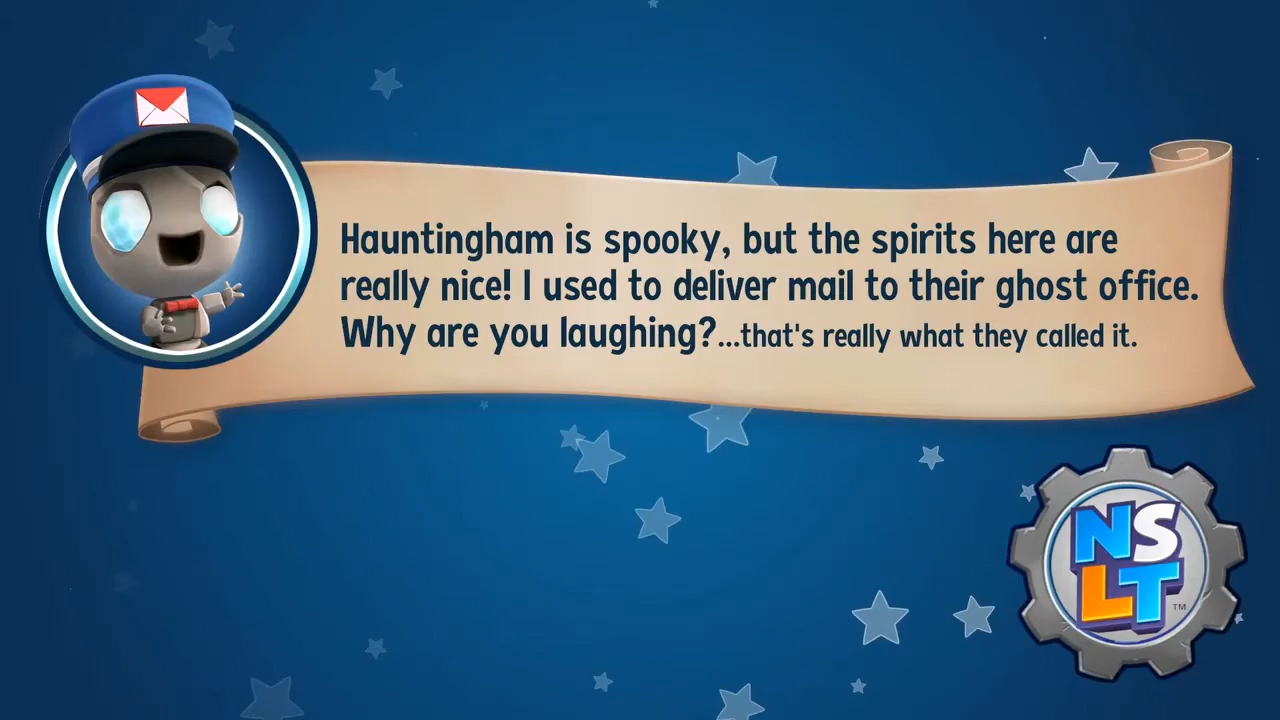 Hauntingham is spooky, but the spirits here are
really nice! I used to deliver mail to their ghost office.
Why are you laughing?...that's really what they called it.
NS
LT
TM